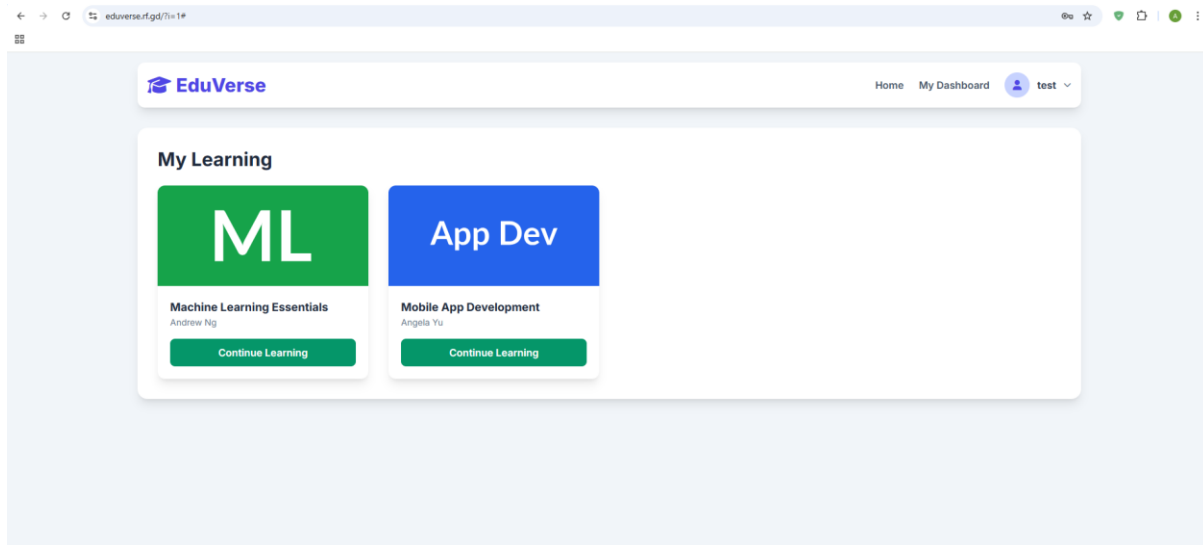 eduverse.rf.gd/?i=1#
A
EduVerse
Home My Dashboard test
My Learning
ML
App Dev
Machine Learning Essentials
Andrew Ng
Continue Learning
Mobile App Development
Angela Yu
Continue Learning